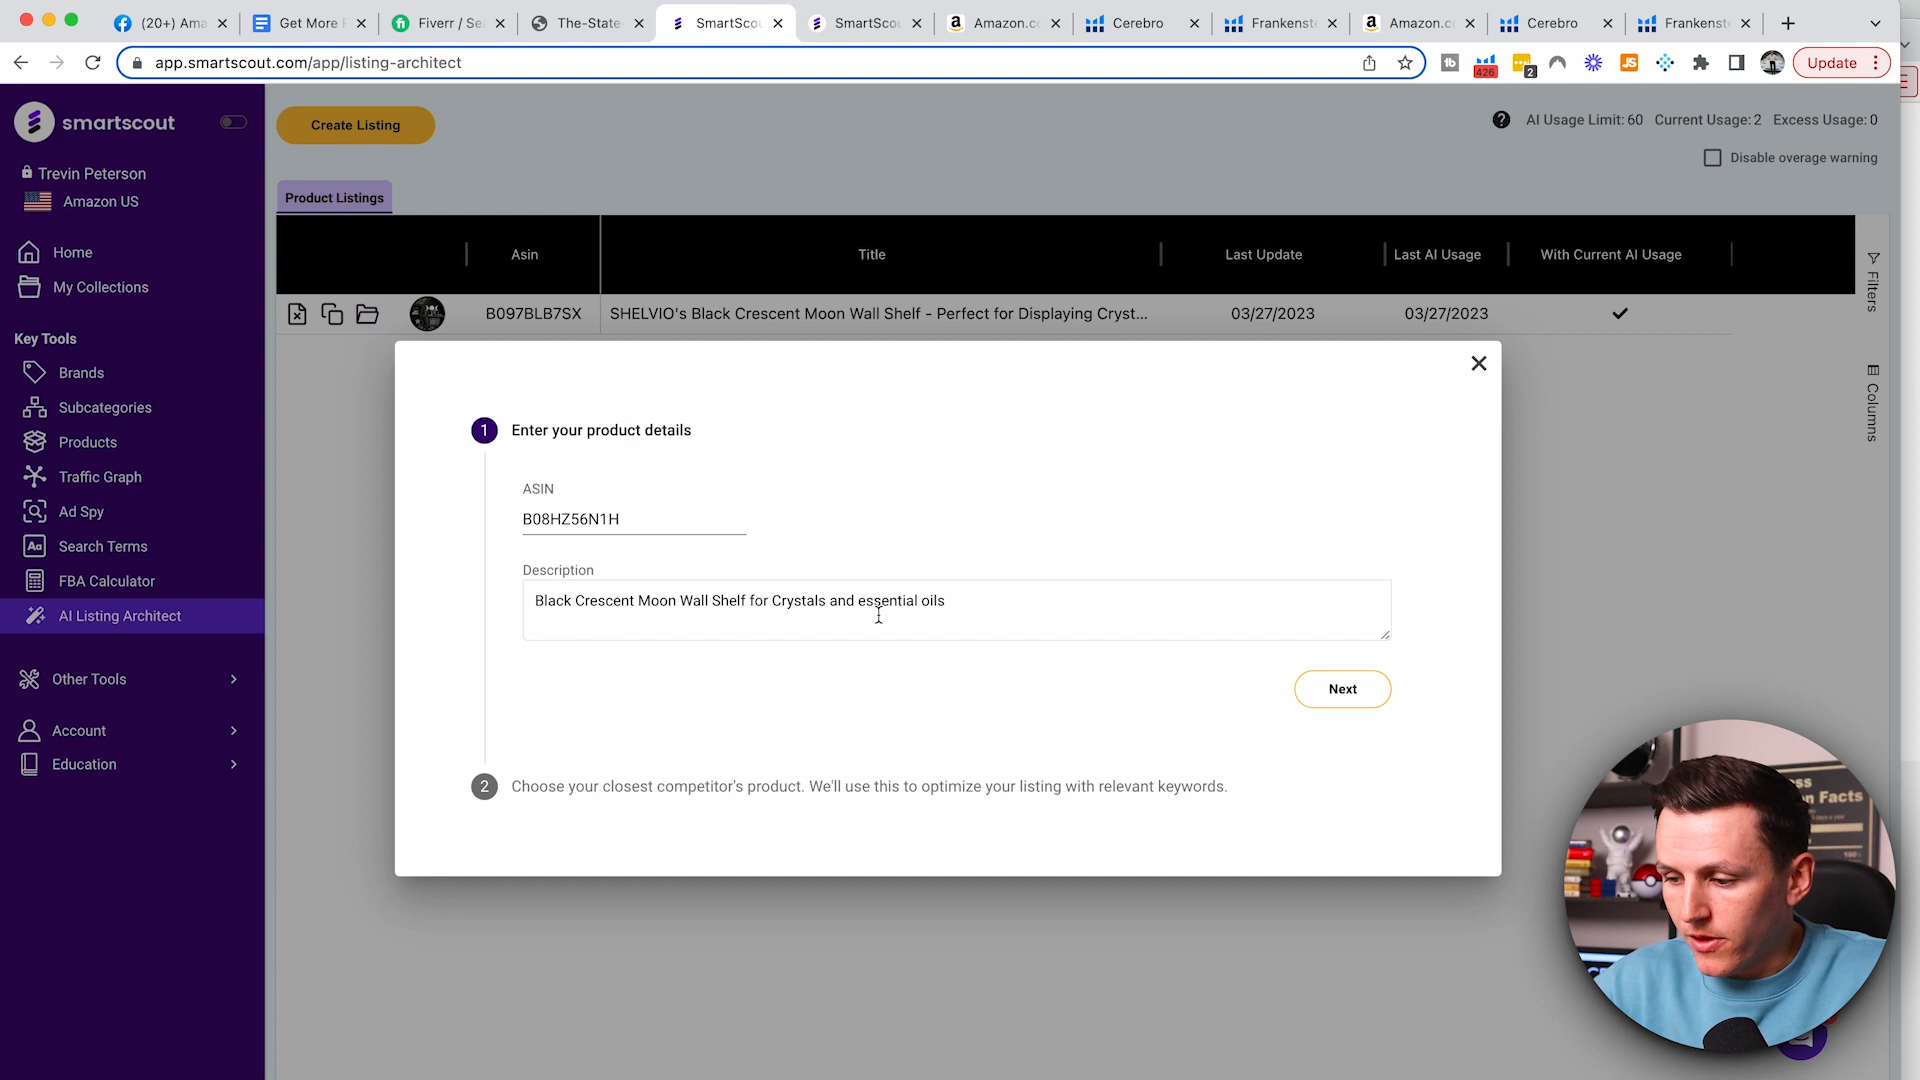 (20+) Ama
Get More F
Fiverr / Sea
The-State-
SmartScou
SmartScou
Amazon.co
Cerebro
Frankenst
Amazon.c
Cerebro
Frankenst
app.smartscout.com/app/listing-architect
tb
426
2
JS
Update
smartscout
Create Listing
AI Usage Limit: 60 Current Usage: 2 Excess Usage: 0
Disable overage warning
Trevin Peterson
Amazon US
Product Listings
Asin
Title
Last Update
Last AI Usage
With Current AI Usage
Home
My Collections
B097BLB7SX
SHELVIO's Black Crescent Moon Wall Shelf - Perfect for Displaying Cryst...
03/27/2023
03/27/2023
Filters
Columns
Key Tools
Brands
Subcategories
Products
Traffic Graph
Ad Spy
Search Terms
FBA Calculator
AI Listing Architect
Other Tools
Account
Education
1 Enter your product details
ASIN
B08HZ56N1H
Description
Black Crescent Moon Wall Shelf for Crystals and essential oils
Next
2 Choose your closest competitor's product. We'll use this to optimize your listing with relevant keywords.
Facts